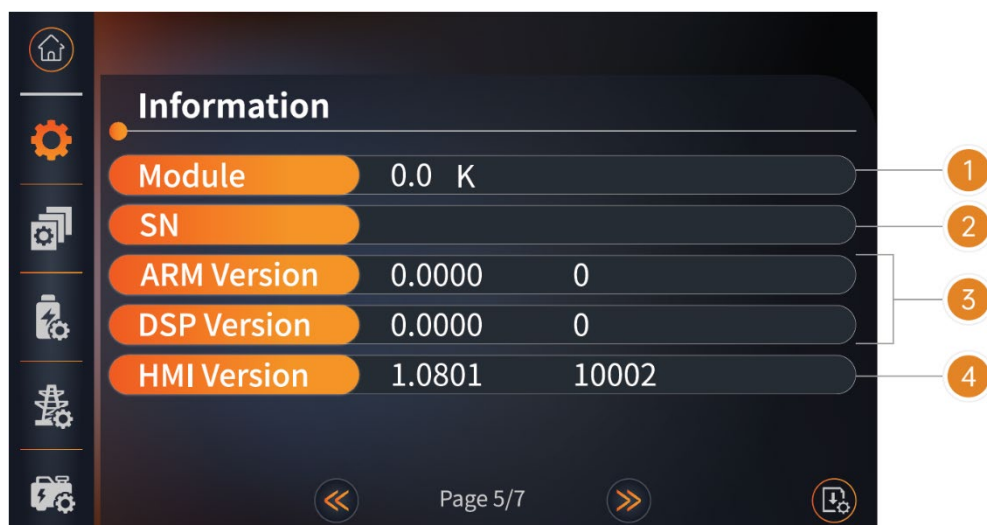 Information
Module 0.0 K 1
SN 2
ARM Version 0.0000 0
3
DSP Version 0.0000 0
HMI Version 1.0801 10002 4
Page 5/7